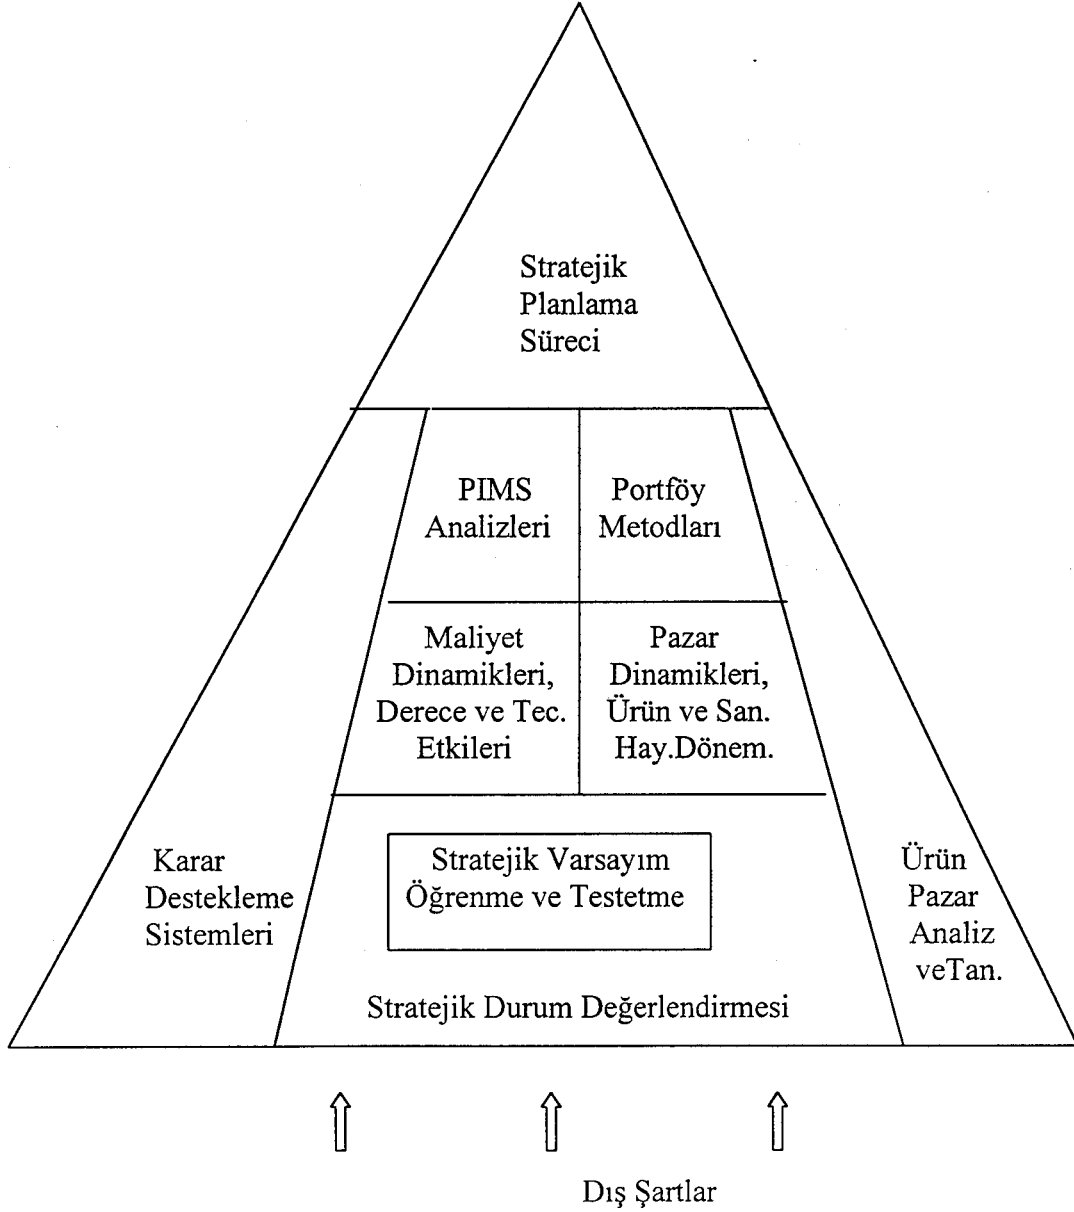 Stratejik
Planlama
Süreci
PIMS
Analizleri
Portföy
Metodları
Maliyet
Dinamikleri,
Derece ve Tec.
Etkileri
Pazar
Dinamikleri,
Ürün ve San.
Hay.Dönem.
Karar
Destekleme
Sistemleri
Stratejik Varsayım
Öğrenme ve Testetme
Stratejik Durum Değerlendirmesi
Ürün
Pazar
Analiz
veTan.
Dış Şartlar